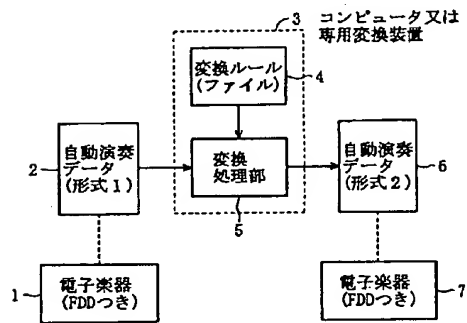 3
コンピュータ又は
専用変換装置
変換ルール
(ファイル)
4
2
自動演奏
データ
(形式1)
変換
処理部
5
自動演奏
データ
(形式2)
6
1
電子楽器
(FDDつき)
電子楽器
(FDDつき)
7